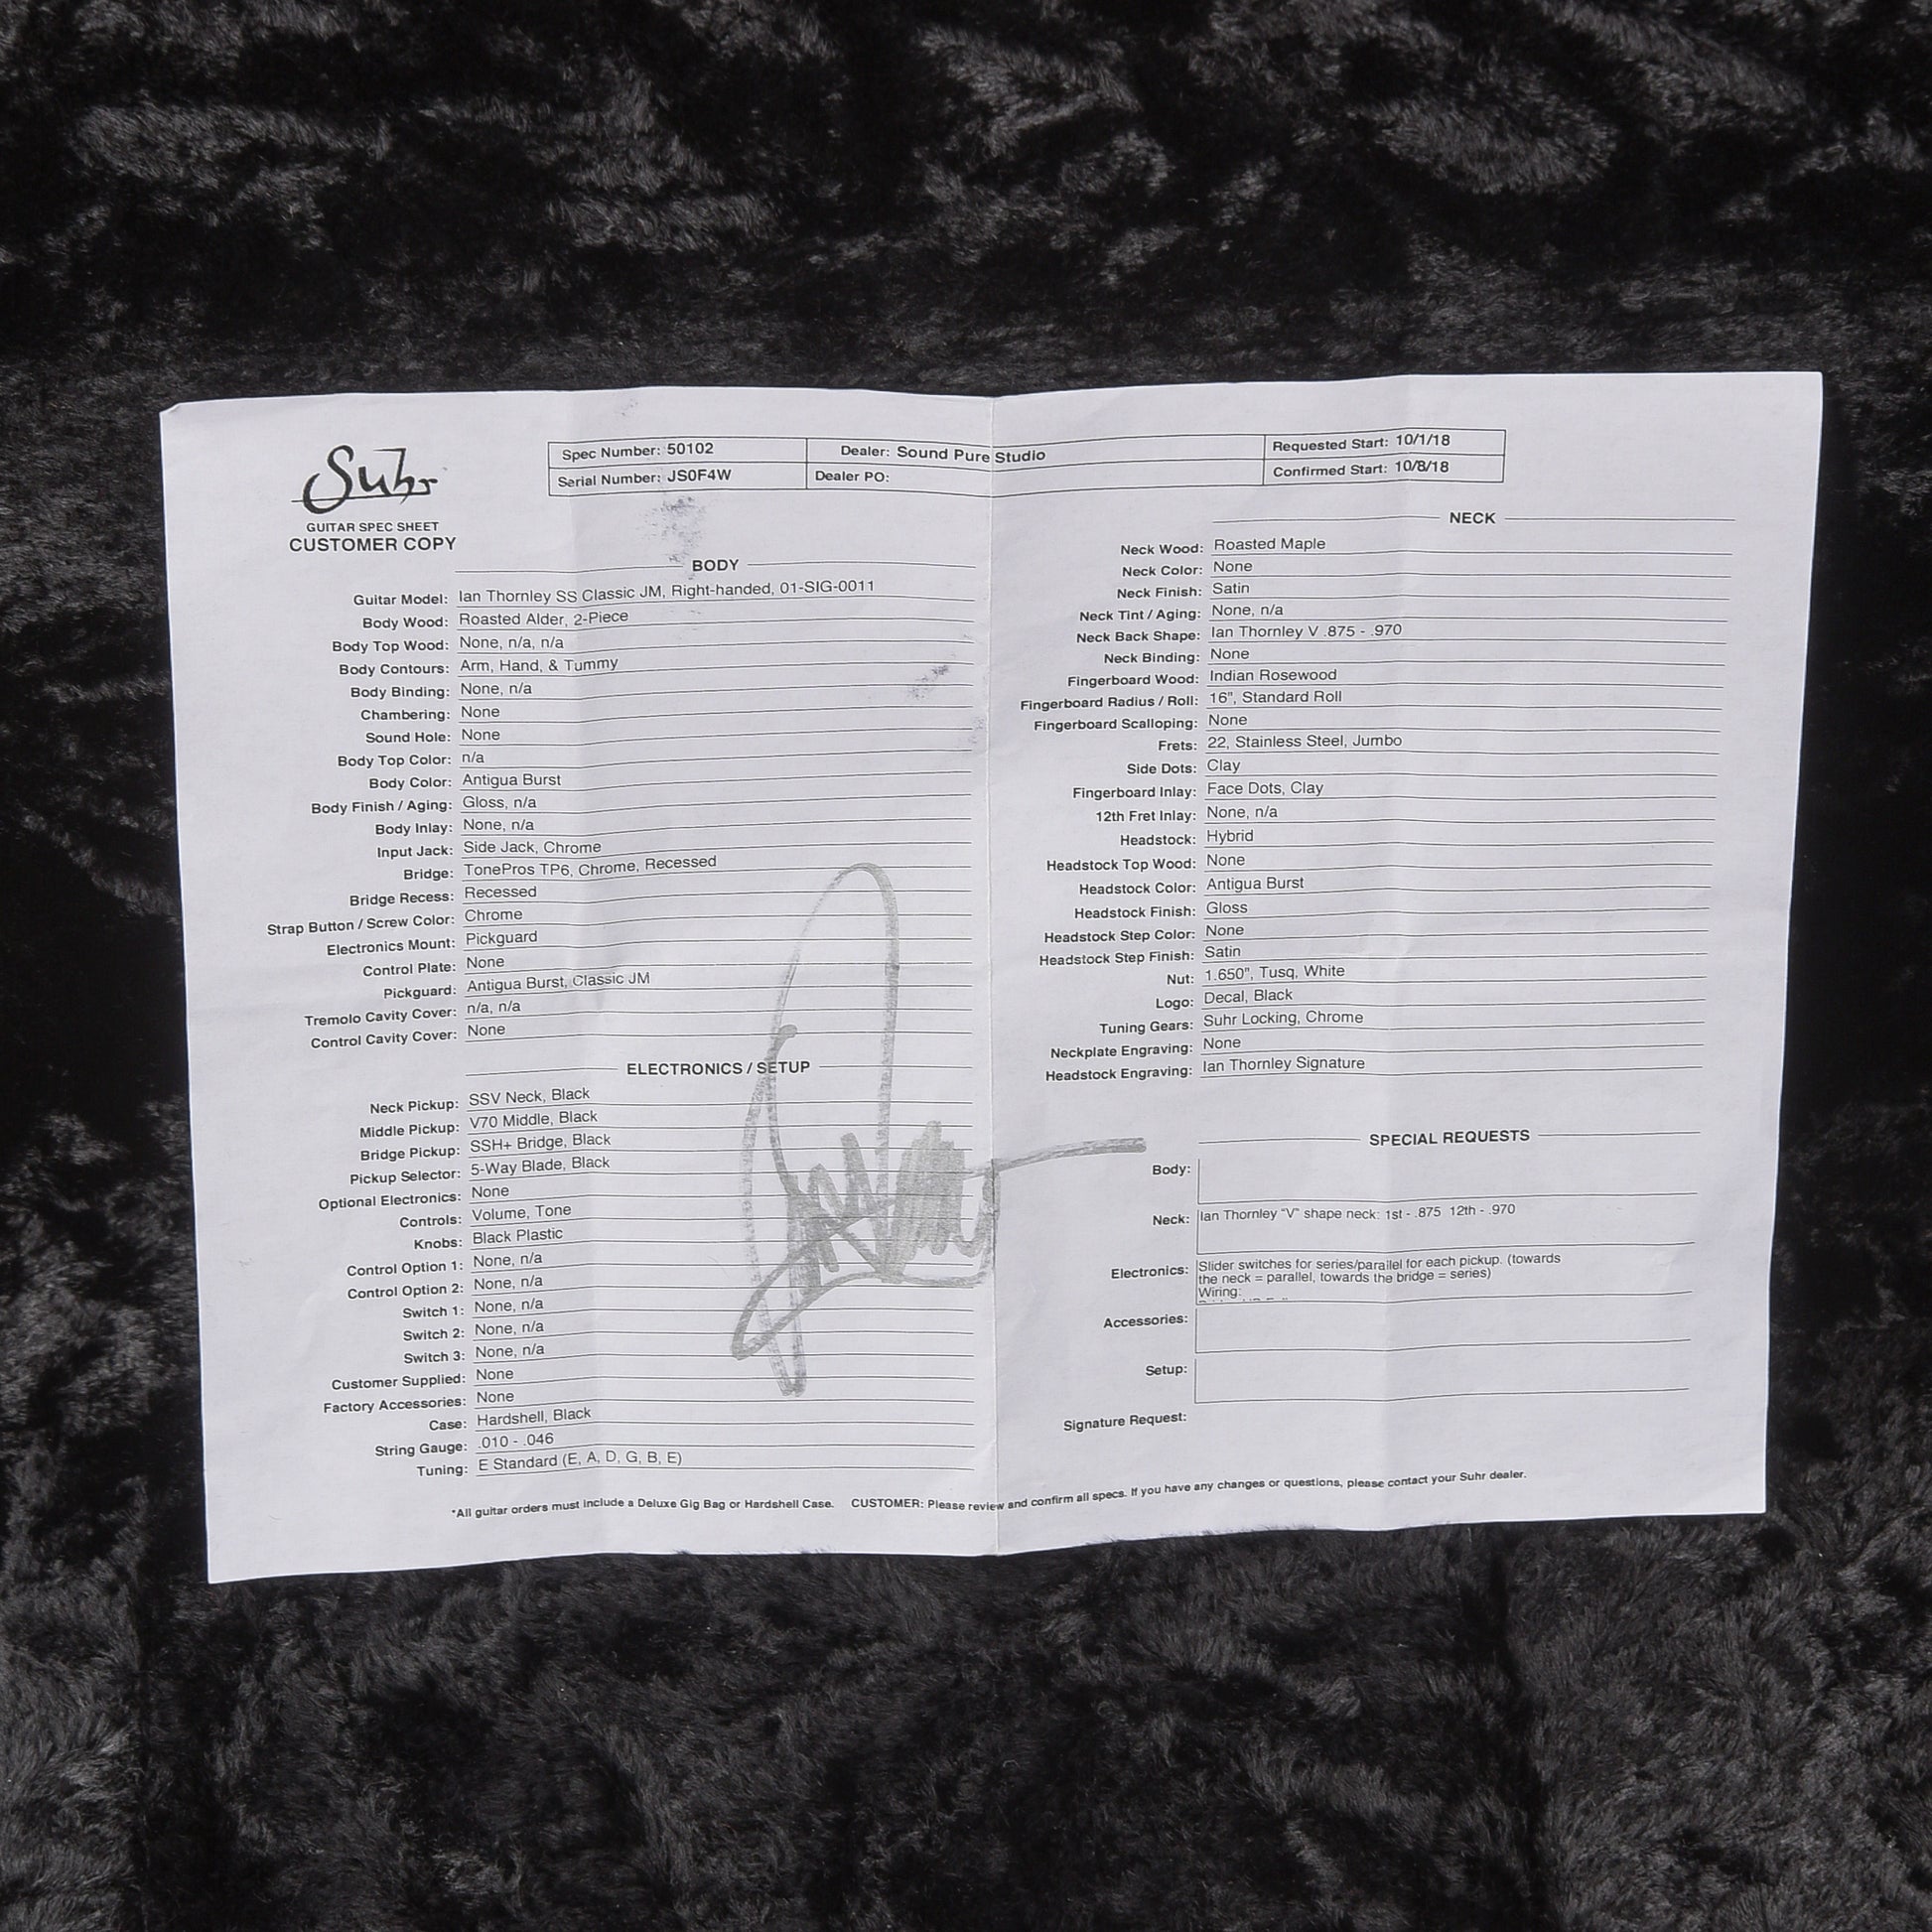 Suhr
GUITAR SPEC SHEET
CUSTOMER COPY
Spec Number: 50102
Serial Number: JS0F4W
Dealer: Sound Pure Studio
Dealer PO:
Requested Start: 10/1/18
Confirmed Start: 10/8/18
BODY
Guitar Model: Ian Thornley SS Classic JM, Right-handed, 01-SIG-0011
Body Wood: Roasted Alder, 2-Piece
Body Top Wood: None, n/a, n/a
Body Contours: Arm, Hand, & Tummy
Body Binding: None, n/a
Chambering: None
Sound Hole: None
Body Top Color: n/a
Body Color: Antigua Burst
Body Finish / Aging: Gloss, n/a
Body Inlay: None, n/a
Input Jack: Side Jack, Chrome
Bridge: TonePros TP6, Chrome, Recessed
Bridge Recess: Recessed
Strap Button / Screw Color: Chrome
Electronics Mount: Pickguard
Control Plate: None
Pickguard: Antigua Burst, Classic JM
Tremolo Cavity Cover: n/a, n/a
Control Cavity Cover: None
ELECTRONICS / SETUP
Neck Pickup: SSV Neck, Black
Middle Pickup: V70 Middle, Black
Bridge Pickup: SSH+ Bridge, Black
Pickup Selector: 5-Way Blade, Black
Optional Electronics: None
Controls: Volume, Tone
Knobs: Black Plastic
Control Option 1: None, n/a
Control Option 2: None, n/a
Switch 1: None, n/a
Switch 2: None, n/a
Switch 3: None, n/a
Customer Supplied: None
Factory Accessories: None
Case: Hardshell, Black
String Gauge: .010 - .046
Tuning: E Standard (E, A, D, G, B, E)
NECK
Neck Wood: Roasted Maple
Neck Color: None
Neck Finish: Satin
Neck Tint / Aging: None, n/a
Neck Back Shape: Ian Thornley V .875 - .970
Neck Binding: None
Fingerboard Wood: Indian Rosewood
Fingerboard Radius / Roll: 16", Standard Roll
Fingerboard Scalloping: None
Frets: 22, Stainless Steel, Jumbo
Side Dots: Clay
Fingerboard Inlay: Face Dots, Clay
12th Fret Inlay: None, n/a
Headstock: Hybrid
Headstock Top Wood: None
Headstock Color: Antigua Burst
Headstock Finish: Gloss
Headstock Step Color: None
Headstock Step Finish: Satin
Nut: 1.650", Tusq, White
Logo: Decal, Black
Tuning Gears: Suhr Locking, Chrome
Neckplate Engraving: None
Headstock Engraving: Ian Thornley Signature
SPECIAL REQUESTS
Body:
Neck: Ian Thornley "V" shape neck: 1st - .875 12th - .970
Electronics: Slider switches for series/parallel for each pickup. (towards
the neck = parallel, towards the bridge = series)
Wiring:
Accessories:
Setup:
Signature Request:
*All guitar orders must include a Deluxe Gig Bag or Hardshell Case. CUSTOMER: Please review and confirm all specs. If you have any changes or questions, please contact your Suhr dealer.